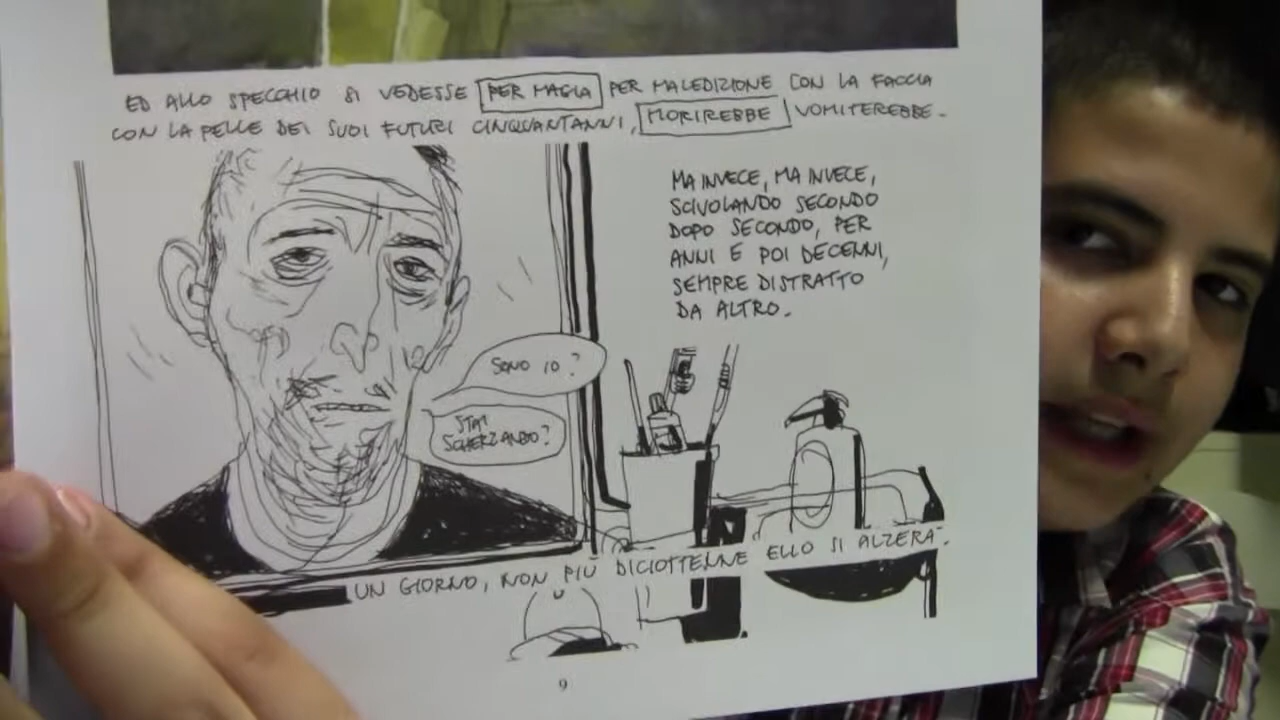 ED ALLO SPECCHIO SI VEDESSE PER MAGIA PER MALEDIZIONE CON LA FACCIA
CON LA PELLE DEI SUOI FUTURI CINQUANTANNI, MORIREBBE VOMITEREBBE.
MA INVECE, MA INVECE,
SCIVOLANDO SECONDO
DOPO SECONDO, PER
ANNI E POI DECENNI,
SEMPRE DISTRATTO
DA ALTRO.
SONO IO?
STAI
SCHERZANDO?
UN GIORNO, NON PIÙ DICIOTTENNE ELLO SI ALZERÀ.
9